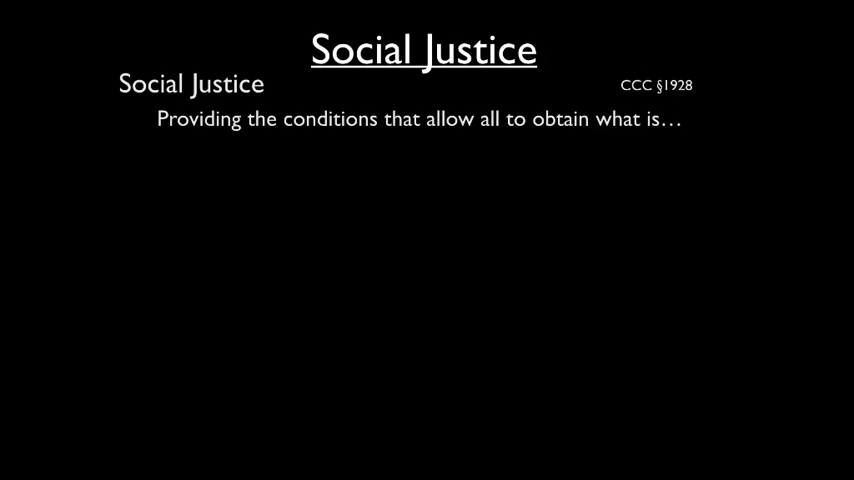 Social Justice
Social Justice
CCC §1928
Providing the conditions that allow all to obtain what is…